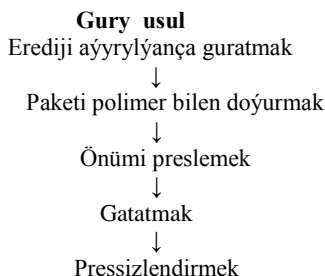 Gury usul
Erediji aýyrylýança guratmak
↓
Paketi polimer bilen doýurmak
↓
Önümi preslemek
↓
Gatatmak
↓
Pressizlendirmek